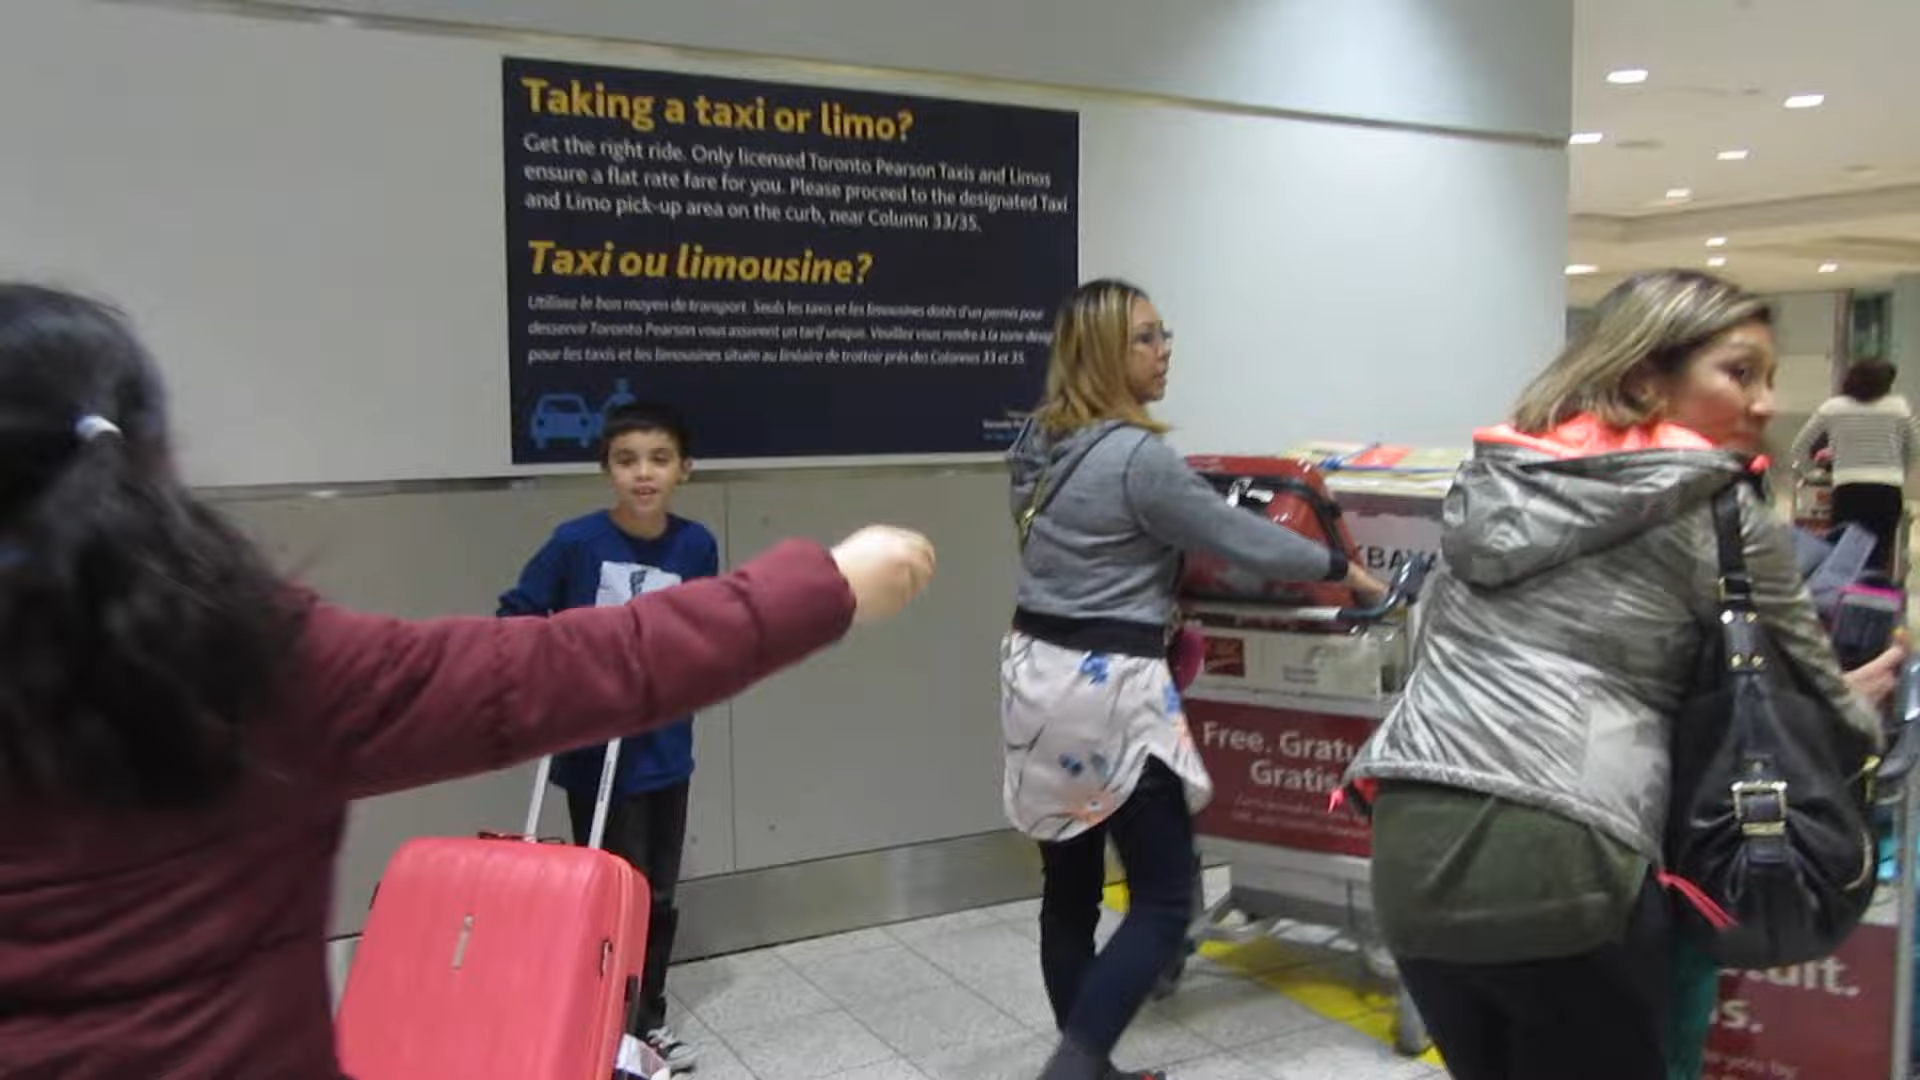 Taking a taxi or limo?
Get the right ride. Only licensed Toronto Pearson Taxis and Limos
ensure a flat rate fare for you. Please proceed to the designated Taxi
and Limo pick-up area on the curb, near Column 33/35.
Taxi ou limousine?
Utilisez le bon moyen de transport. Seuls les taxis et les limousines dotés d'un permis pour
desservir Toronto Pearson vous assurent un tarif unique. Veuillez vous rendre à la zone
pour les taxis et les limousines située au linéaire de trottoir près des Colonnes 33 et 35.
KBAYA
Free.
Gratis